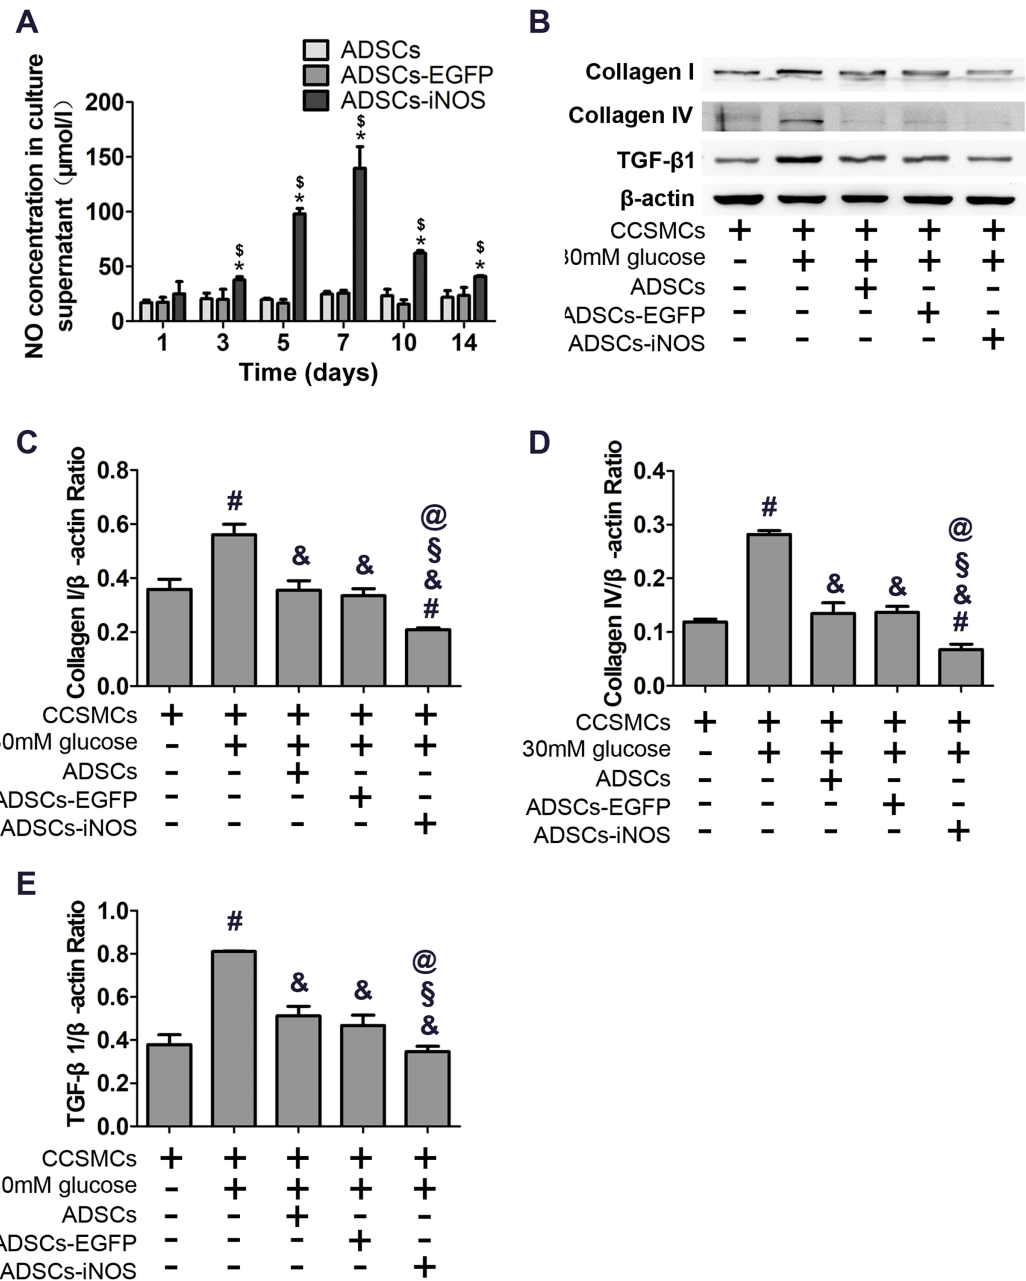 A
ADSCs
ADSCs-EGFP
ADSCs-iNOS
NO concentration in culture
supernatant（μmol/l）
200
150
100
50
0
$
*
$
*
$
*
$
*
$
*
1 3 5 7 10 14
Time (days)
B
Collagen I
Collagen IV
TGF-β1
β-actin
CCSMCs + + + + +
30mM glucose - + + + +
ADSCs - - + - -
ADSCs-EGFP - - - + -
ADSCs-iNOS - - - - +
C
Collagen I/β -actin Ratio
0.8
0.6
0.4
0.2
0.0
#
&
&
@
§
&
#
CCSMCs + + + + +
0mM glucose - + + + +
ADSCs - - + - -
ADSCs-EGFP - - - + -
ADSCs-iNOS - - - - +
D
Collagen IV/β -actin Ratio
0.4
0.3
0.2
0.1
0.0
#
&
&
@
§
&
#
CCSMCs + + + + +
30mM glucose - + + + +
ADSCs - - + - -
ADSCs-EGFP - - - + -
ADSCs-iNOS - - - - +
E
TGF-β 1/β -actin Ratio
1.0
0.8
0.6
0.4
0.2
0.0
#
&
&
@
§
&
CCSMCs + + + + +
0mM glucose - + + + +
ADSCs - - + - -
ADSCs-EGFP - - - + -
ADSCs-iNOS - - - - +